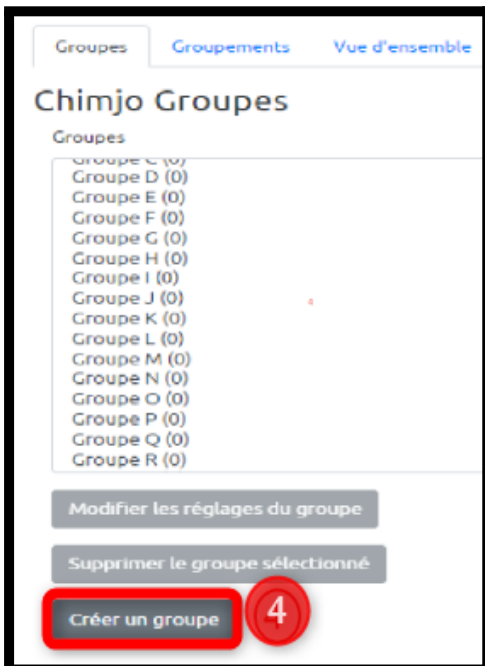 Groupes Groupements Vue d'ensemble
Chimjo Groupes
Groupes
Groupe C (0)
Groupe D (0)
Groupe E (0)
Groupe F (0)
Groupe G (0)
Groupe H (0)
Groupe I (0)
Groupe J (0)
Groupe K (0)
Groupe L (0)
Groupe M (0)
Groupe N (0)
Groupe O (0)
Groupe P (0)
Groupe Q (0)
Groupe R (0)
Modifier les réglages du groupe
Supprimer le groupe sélectionné
Créer un groupe 4